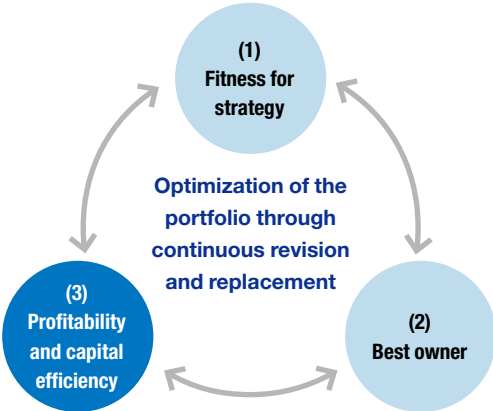 (1)
Fitness for
strategy
Optimization of the
portfolio through
continuous revision
and replacement
(3)
Profitability
and capital
efficiency
(2)
Best owner